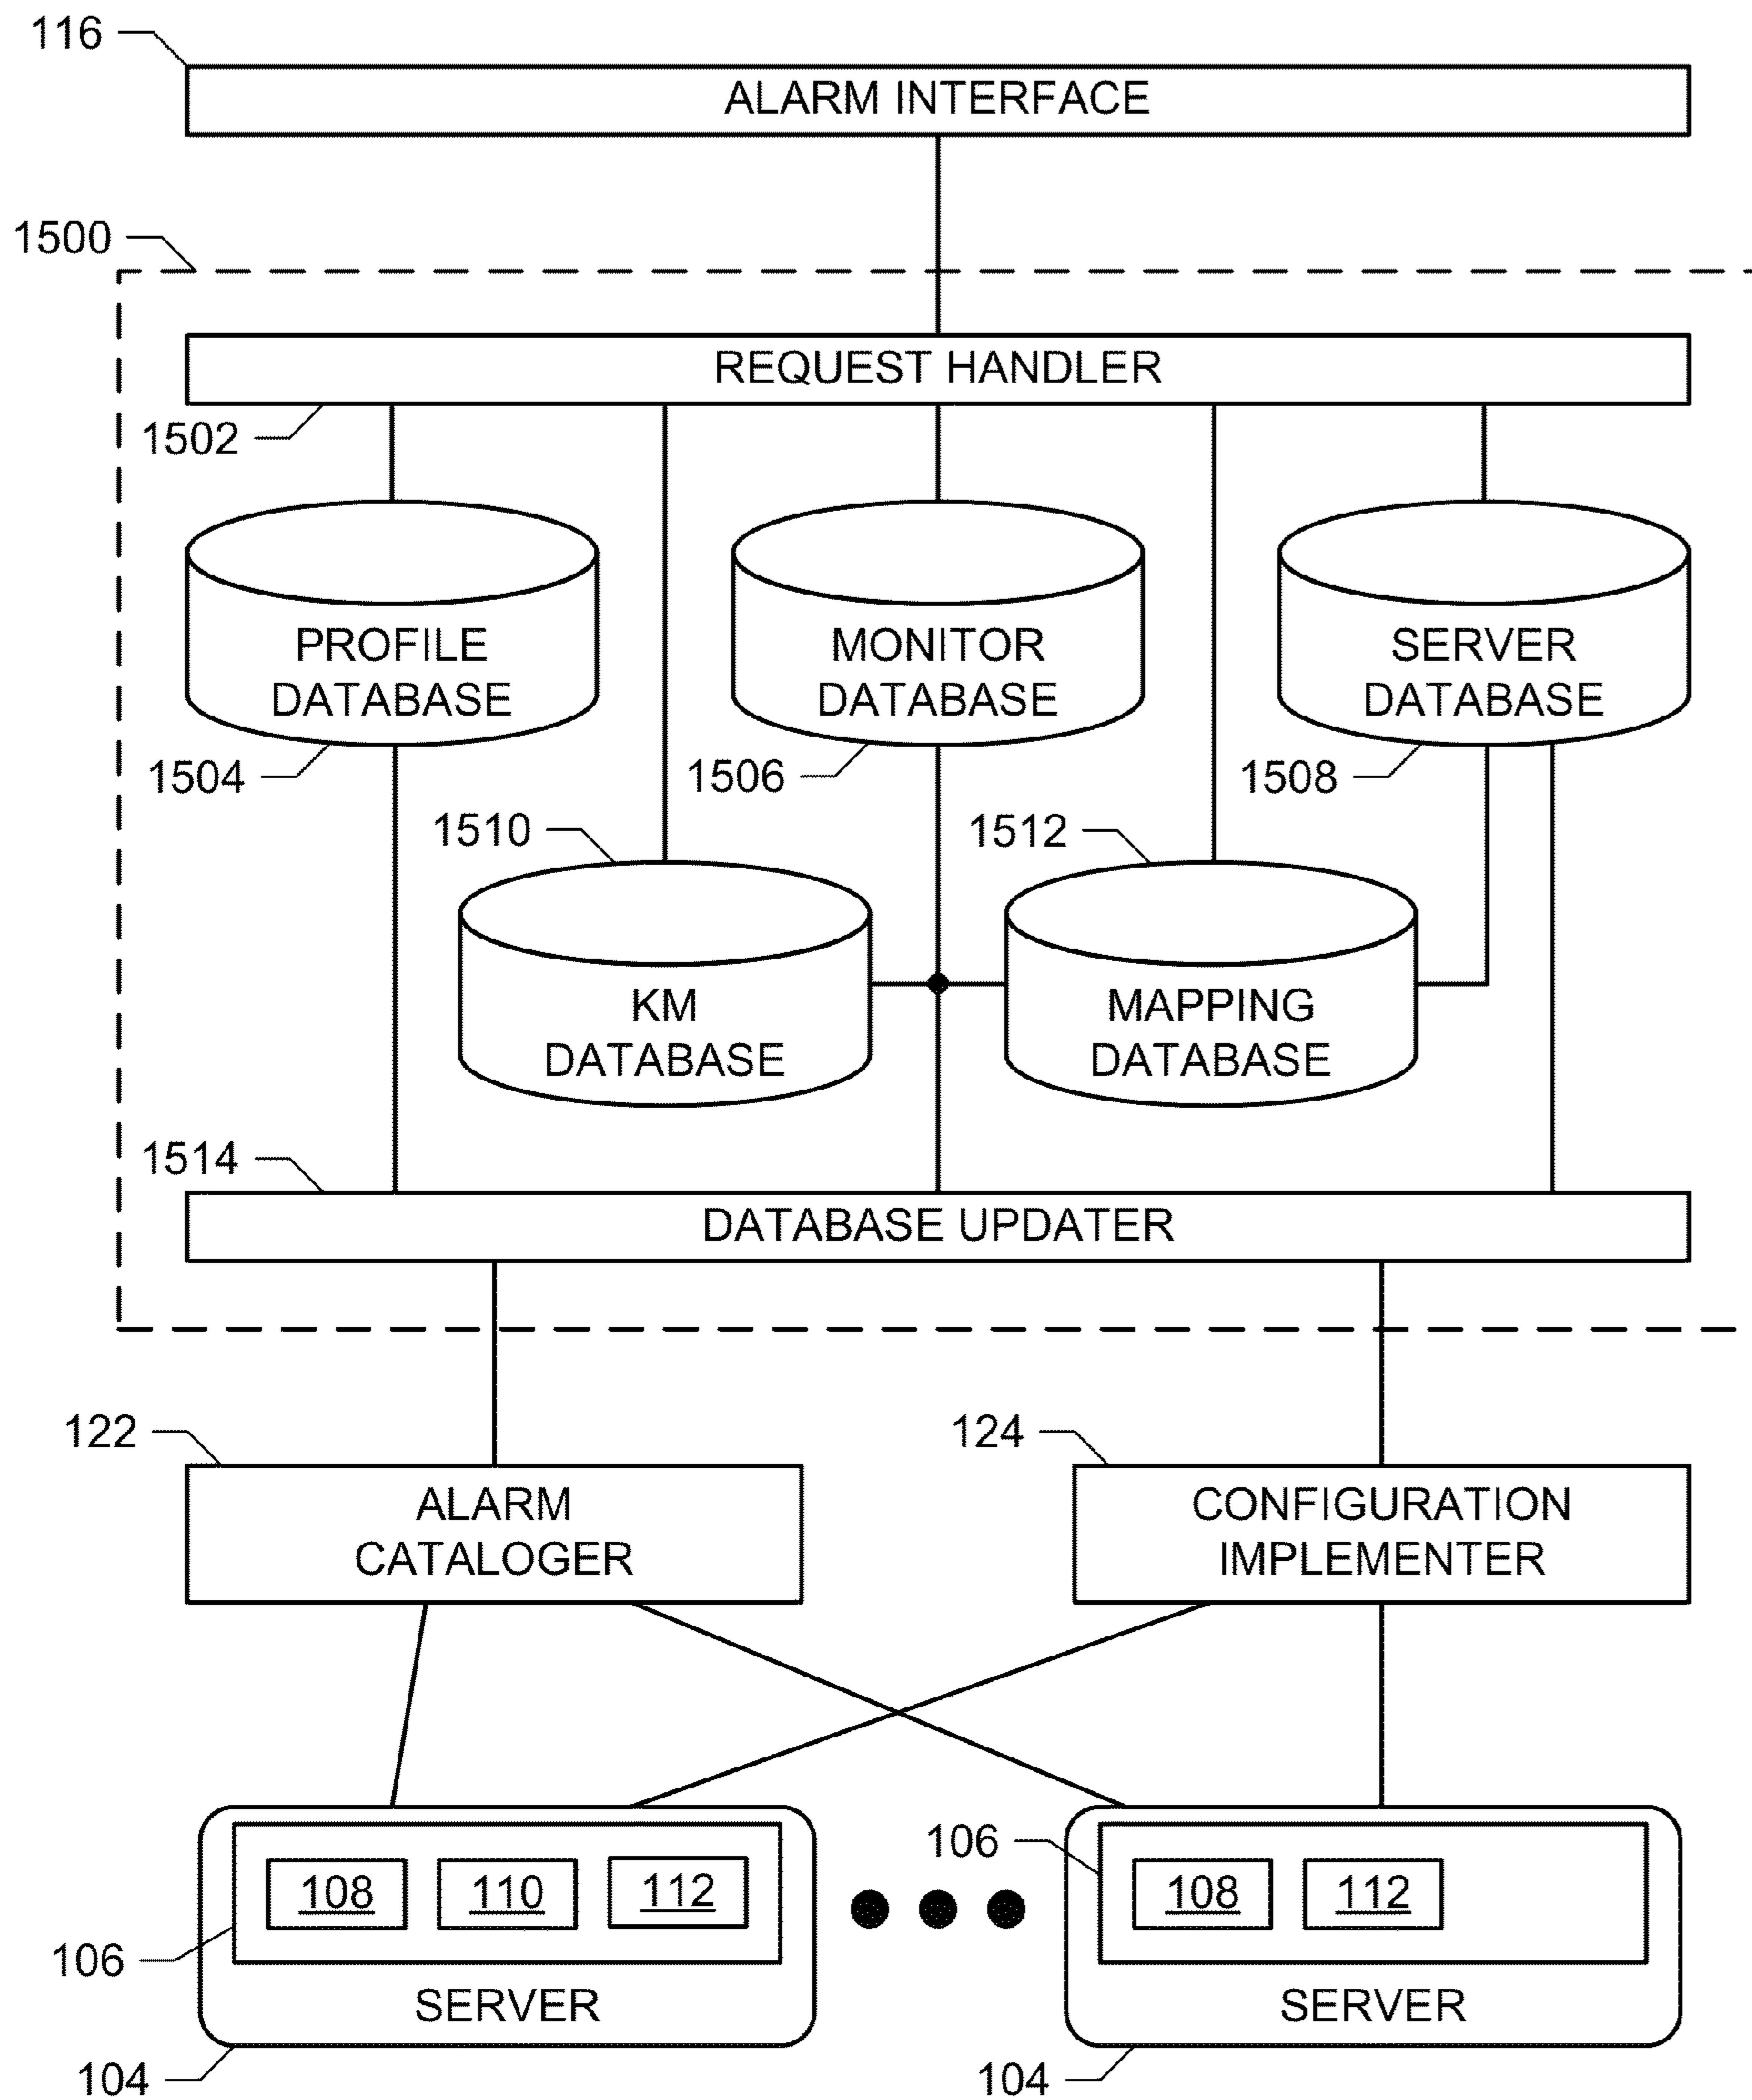 116
ALARM INTERFACE
1500
REQUEST HANDLER
1502
PROFILE
DATABASE
MONITOR
DATABASE
SERVER
DATABASE
1504
1506
1508
1510
1512
KM
DATABASE
MAPPING
DATABASE
1514
DATABASE UPDATER
122
124
ALARM
CATALOGER
CONFIGURATION
IMPLEMENTER
108
110
112
106
108
112
106
SERVER
SERVER
104
104